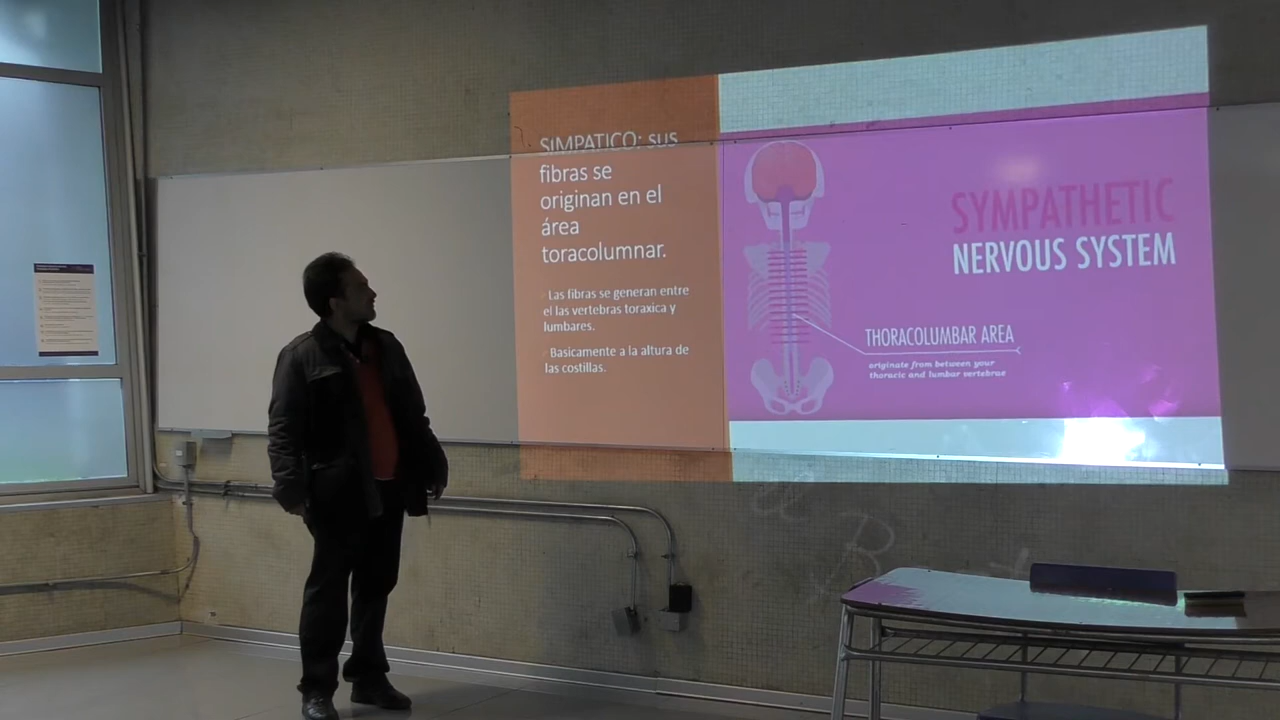 SIMPATICO: sus
fibras se
originan en el
área
toracolumnar.
Las fibras se generan entre
el las vertebras toraxica y
lumbares.
Basicamente a la altura de
las costillas.
SYMPATHETIC
NERVOUS SYSTEM
THORACOLUMBAR AREA
originate from between your
thoracic and lumbar vertebrae
B